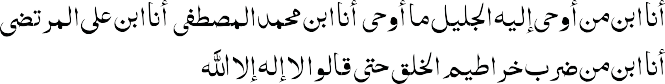 أنا ابن من أوحى إليه الجليل ما أوحى أنا ابن محمد المصطفى أنا ابن على المرتضى
أنا ابن من ضرب خراطيم الخلق حتى قالوا لا إله إلا الله